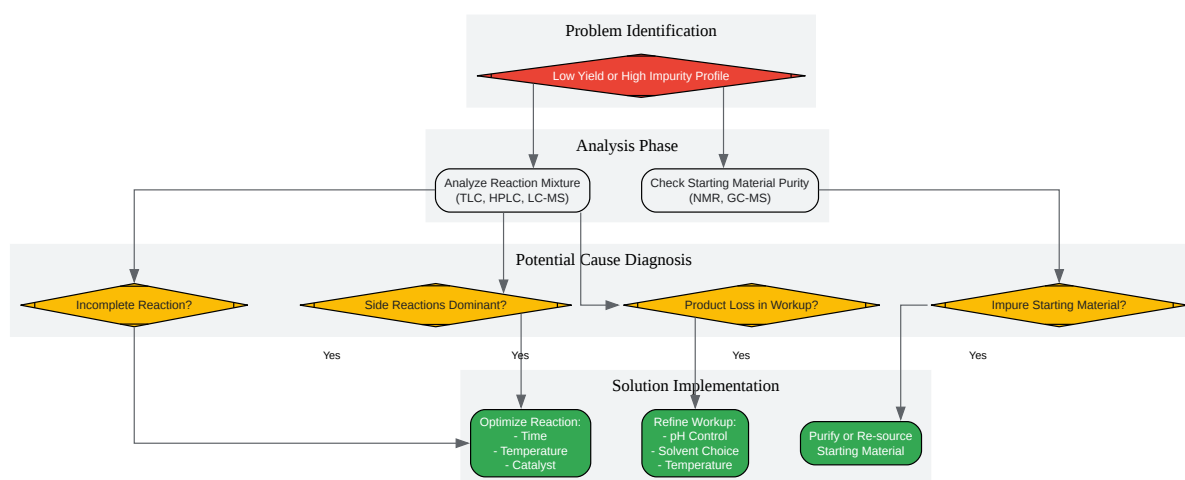 Problem Identification
Low Yield or High Impurity Profile
Analysis Phase
Analyze Reaction Mixture
(TLC, HPLC, LC-MS)
Check Starting Material Purity
(NMR, GC-MS)
Potential Cause Diagnosis
Incomplete Reaction?
Side Reactions Dominant?
Product Loss in Workup?
Impure Starting Material?
Yes
Yes
Yes
Yes
Solution Implementation
Optimize Reaction:
- Time
- Temperature
- Catalyst
Refine Workup:
- pH Control
- Solvent Choice
- Temperature
Purify or Re-source
Starting Material